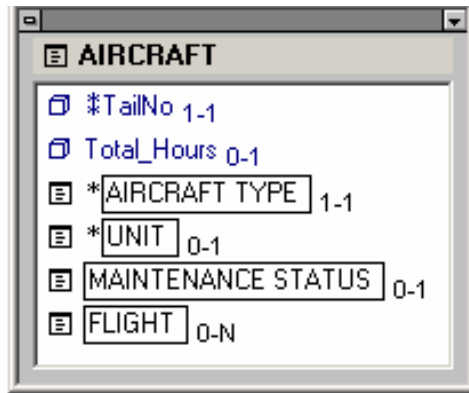 AIRCRAFT
‡TailNo 1-1
Total_Hours 0-1
*AIRCRAFT TYPE 1-1
*UNIT 0-1
MAINTENANCE STATUS 0-1
FLIGHT 0-N